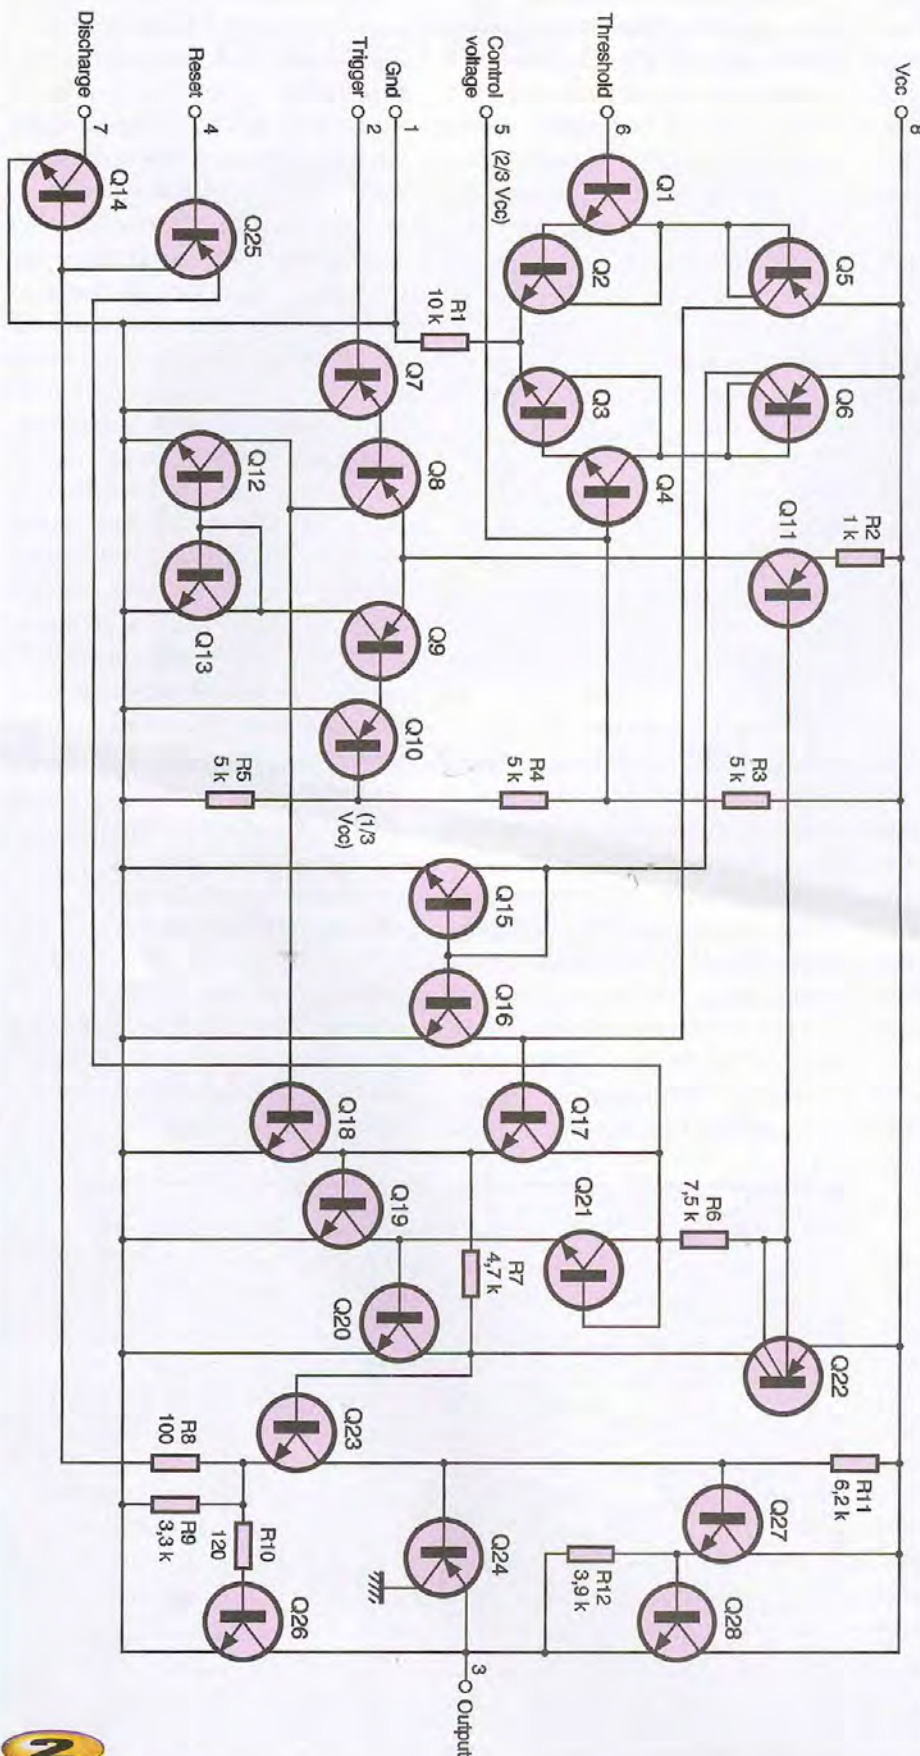 Vcc 8
Threshold 6
Control
voltage 5 (2/3 Vcc)
Gnd 1
Trigger 2
Reset 4
Discharge 7
Q1
Q2
Q5
R1
10 k
Q14
Q25
Q7
Q3
Q6
Q12
Q8
Q4
R2
1 k
Q11
Q13
Q9
Q10
R5
5 k
(1/3
Vcc)
R4
5 k
R3
5 k
Q15
Q16
Q18
Q17
Q19
Q21
R6
7,5 k
R7
4,7 k
Q20
Q22
Q23
R8
100
R9
3,3 k
R10
120
Q24
R11
6,2 k
Q27
R12
3,9 k
Q26
Q28
3 Output
2